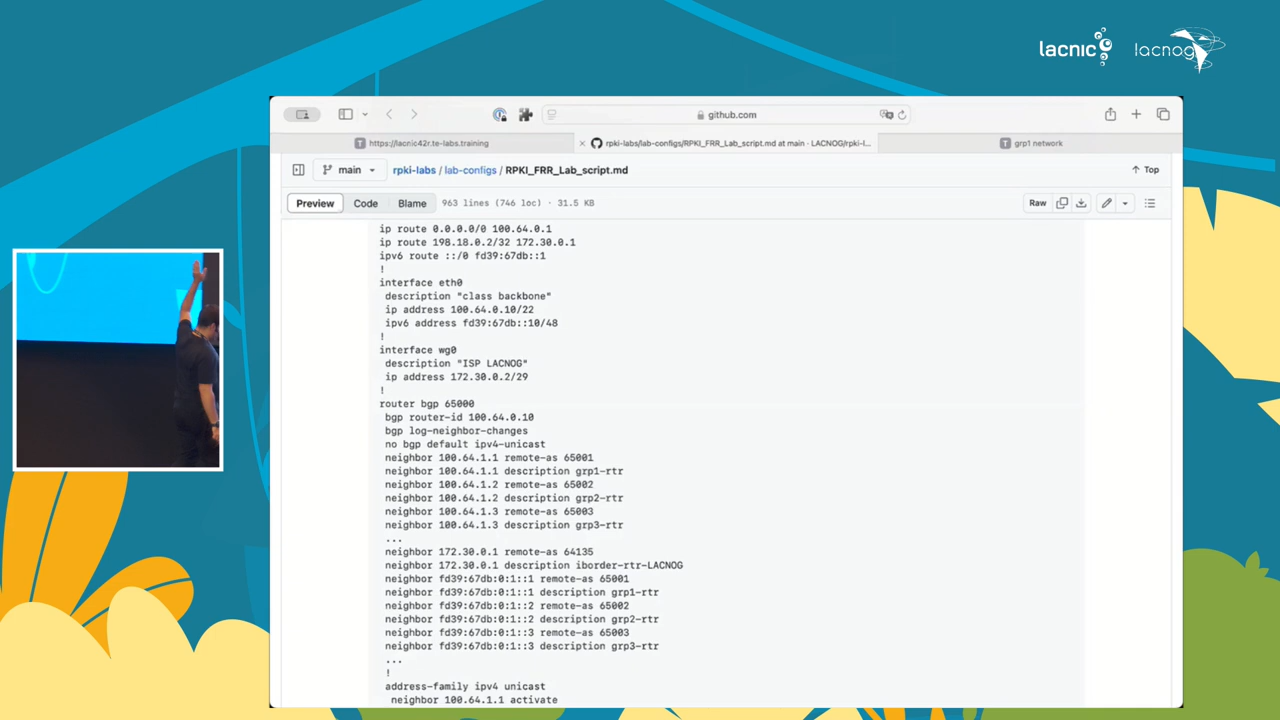 lacnic
lacnog
github.com
https://lacnic42r.te-labs.training
rpki-labs/lab-configs/RPKI_FRR_Lab_script.md at main · LACNOG/rpki-l...
grp1 network
main
rpki-labs / lab-configs / RPKI_FRR_Lab_script.md
Top
Preview
Code
Blame
963 lines (746 loc) · 31.5 KB
Raw
ip route 0.0.0.0/0 100.64.0.1
ip route 198.18.0.2/32 172.30.0.1
ipv6 route ::/0 fd39:67db::1
!
interface eth0
description "class backbone"
ip address 100.64.0.10/22
ipv6 address fd39:67db::10/48
!
interface wg0
description "ISP LACNOG"
ip address 172.30.0.2/29
!
router bgp 65000
bgp router-id 100.64.0.10
bgp log-neighbor-changes
no bgp default ipv4-unicast
neighbor 100.64.1.1 remote-as 65001
neighbor 100.64.1.1 description grp1-rtr
neighbor 100.64.1.2 remote-as 65002
neighbor 100.64.1.2 description grp2-rtr
neighbor 100.64.1.3 remote-as 65003
neighbor 100.64.1.3 description grp3-rtr
...
neighbor 172.30.0.1 remote-as 64135
neighbor 172.30.0.1 description iborder-rtr-LACNOG
neighbor fd39:67db:0:1::1 remote-as 65001
neighbor fd39:67db:0:1::1 description grp1-rtr
neighbor fd39:67db:0:1::2 remote-as 65002
neighbor fd39:67db:0:1::2 description grp2-rtr
neighbor fd39:67db:0:1::3 remote-as 65003
neighbor fd39:67db:0:1::3 description grp3-rtr
...
!
address-family ipv4 unicast
neighbor 100.64.1.1 activate